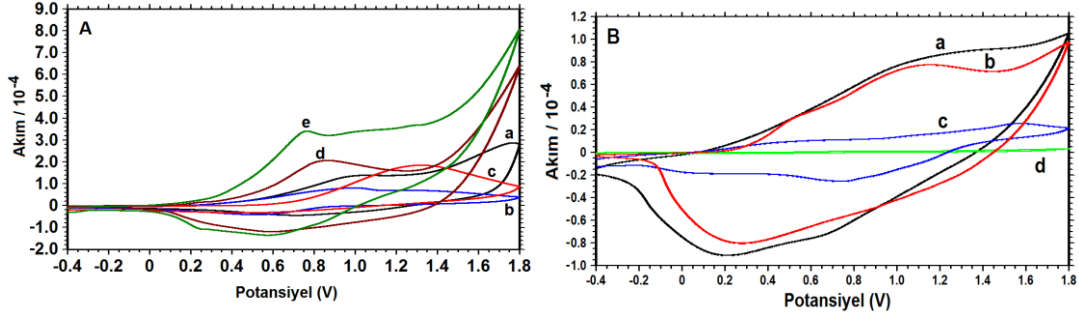 A
9.0
8.0
7.0
6.0
5.0
4.0
3.0
2.0
1.0
0
-1.0
-2.0
Akım / 10⁻⁴
e
d
a
c
b
-0.4 -0.2 0 0.2 0.4 0.6 0.8 1.0 1.2 1.4 1.6 1.8
Potansiyel (V)
B
1.2
1
0.8
0.6
0.4
0.2
0
-0.2
-0.4
-0.6
-0.8
-1.0
Akım / 10⁻⁴
a
b
c
d
-0.4 -0.2 0 0.2 0.4 0.6 0.8 1.0 1.2 1.4 1.6 1.8
Potansiyel (V)